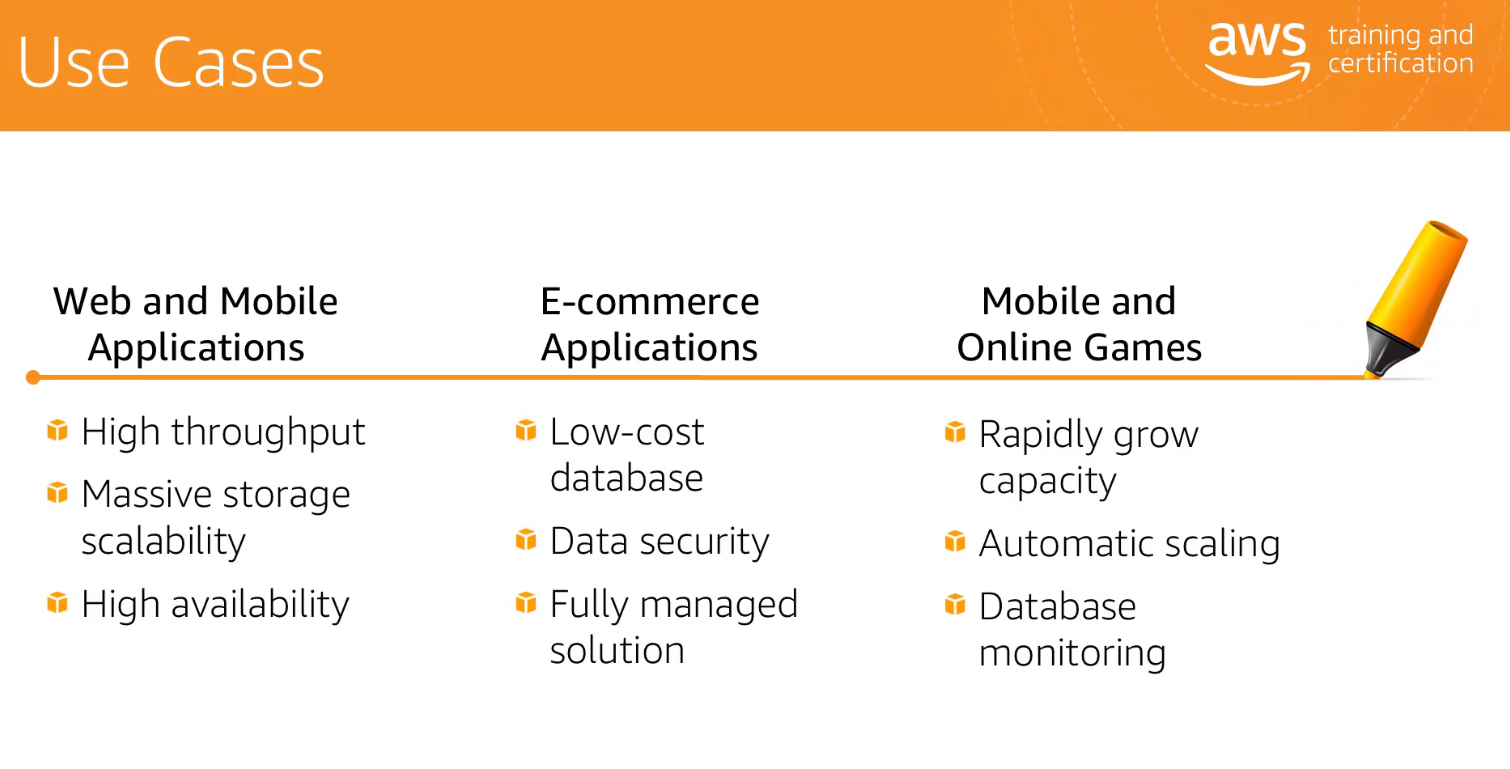 Use Cases
aws training and
certification
Web and Mobile
Applications
High throughput
Massive storage
scalability
High availability
E-commerce
Applications
Low-cost
database
Data security
Fully managed
solution
Mobile and
Online Games
Rapidly grow
capacity
Automatic scaling
Database
monitoring